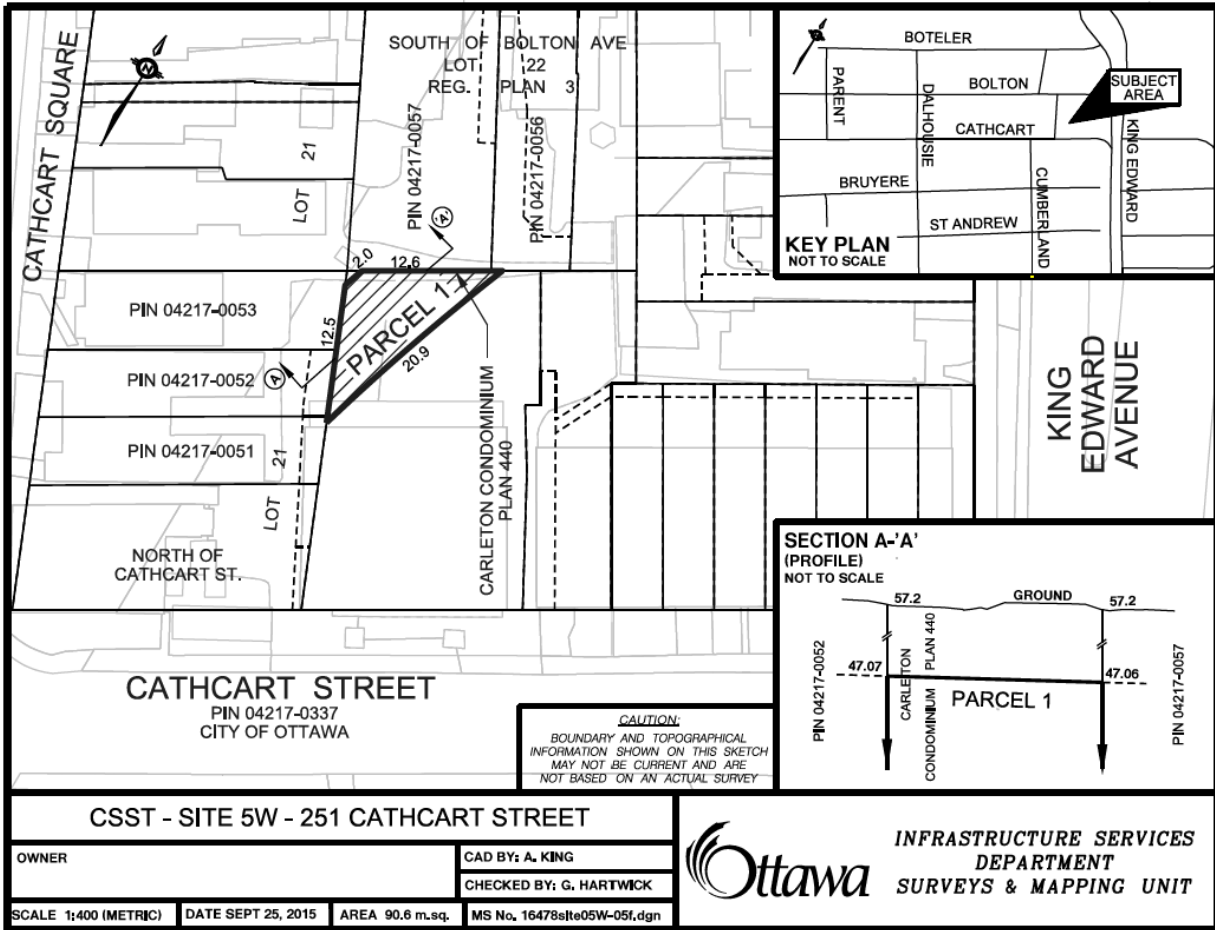 CATHCART SQUARE
N
SOUTH OF BOLTON AVE
LOT 22
REG. PLAN 3
PIN 04217-0057
PIN 04217-0056
21
LOT
'A'
2.0
12.6
12.5
PARCEL 1
20.9
PIN 04217-0053
PIN 04217-0052
A
PIN 04217-0051
21
LOT
NORTH OF
CATHCART ST.
CARLETON CONDOMINIUM
PLAN 440
KING
EDWARD
AVENUE
CATHCART STREET
PIN 04217-0337
CITY OF OTTAWA
BOTELER
PARENT
BOLTON
DALHOUSIE
SUBJECT
AREA
CATHCART
KING EDWARD
BRUYERE
CUMBERLAND
ST ANDREW
KEY PLAN
NOT TO SCALE
SECTION A-'A'
(PROFILE)
NOT TO SCALE
57.2
GROUND
57.2
PIN 04217-0052
47.07
CARLETON
CONDOMINIUM PLAN 440
47.06
PARCEL 1
PIN 04217-0057
CAUTION:
BOUNDARY AND TOPOGRAPHICAL
INFORMATION SHOWN ON THIS SKETCH
MAY NOT BE CURRENT AND ARE
NOT BASED ON AN ACTUAL SURVEY
CSST - SITE 5W - 251 CATHCART STREET
OWNER
CAD BY: A. KING
CHECKED BY: G. HARTWICK
SCALE 1:400 (METRIC)
DATE SEPT 25, 2015
AREA 90.6 m.sq.
MS No. 16478site05W-05f.dgn
Ottawa
INFRASTRUCTURE SERVICES
DEPARTMENT
SURVEYS & MAPPING UNIT